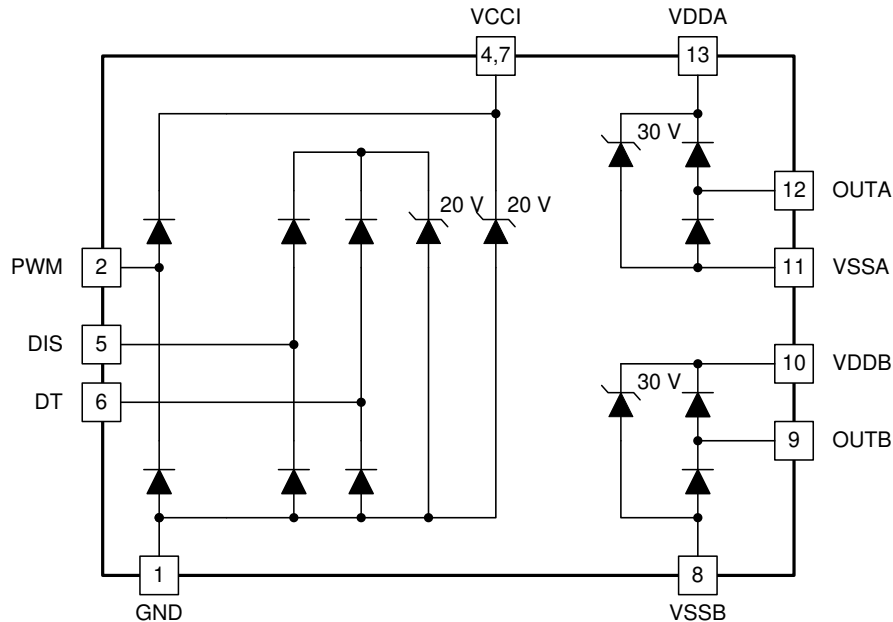 VCCI
VDDA
4,7
13
30 V
12
OUTA
20 V
20 V
PWM
2
11
VSSA
DIS
5
10
VDDB
30 V
DT
6
9
OUTB
1
8
GND
VSSB